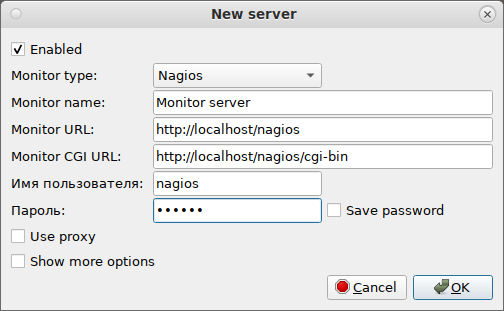 New server
Enabled
Monitor type: Nagios
Monitor name: Monitor server
Monitor URL: http://localhost/nagios
Monitor CGI URL: http://localhost/nagios/cgi-bin
Имя пользователя: nagios
Пароль: •••••• Save password
Use proxy
Show more options
Cancel OK